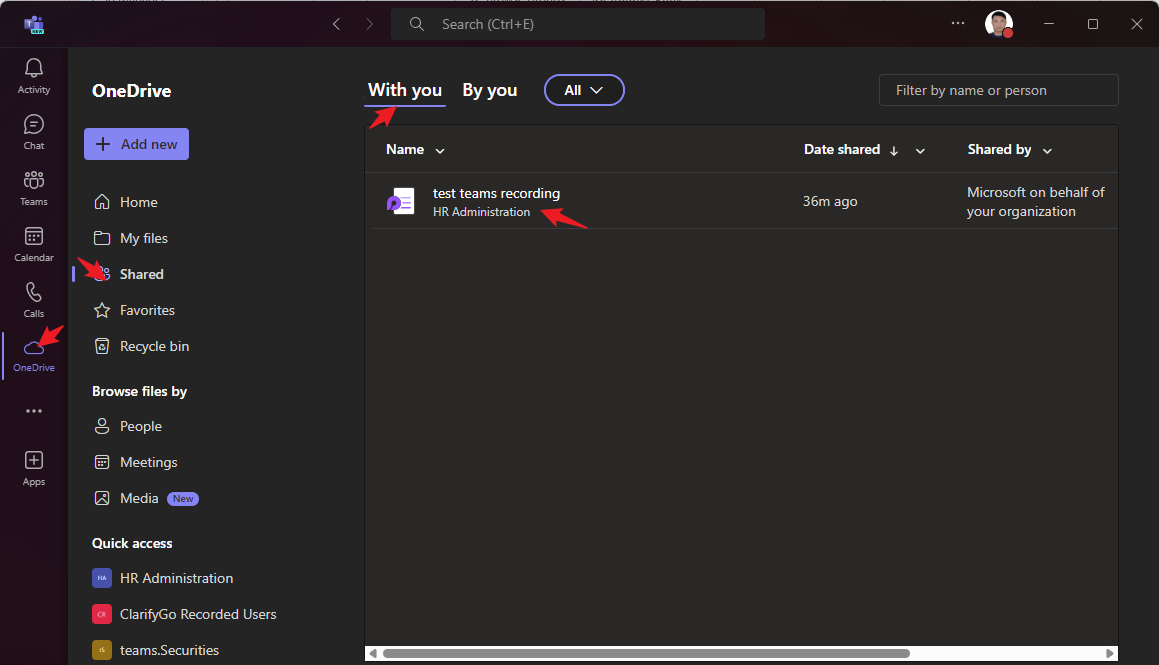 NEW
Search (Ctrl+E)
Activity
Chat
Teams
Calendar
Calls
OneDrive
Apps
OneDrive
Add new
Home
My files
Shared
Favorites
Recycle bin
Browse files by
People
Meetings
Media New
Quick access
HA HR Administration
CR ClarifyGo Recorded Users
teams.Securities
With you By you All
Filter by name or person
Name Date shared Shared by
test teams recording
HR Administration
36m ago
Microsoft on behalf of
your organization